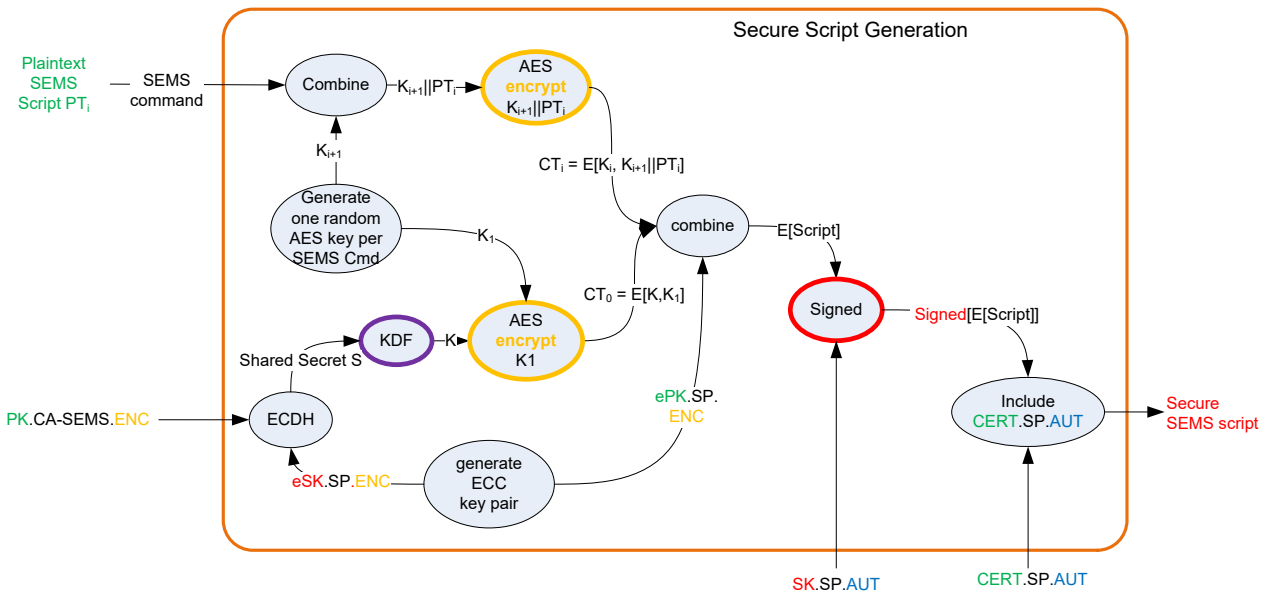 Secure Script Generation
Plaintext
SEMS
Script PTi
SEMS
command
Combine
Ki+1||PTi
AES
encrypt
Ki+1||PTi
Ki+1
CTi = E[Ki, Ki+1||PTi]
Generate
one random
AES key per
SEMS Cmd
K1
combine
E[Script]
CT0 = E[K,K1]
Signed
Signed[E[Script]]
AES
encrypt
K1
KDF
K
Shared Secret S
ePK.SP.
ENC
Include
CERT.SP.AUT
Secure
SEMS script
PK.CA-SEMS.ENC
ECDH
eSK.SP.ENC
generate
ECC
key pair
SK.SP.AUT
CERT.SP.AUT